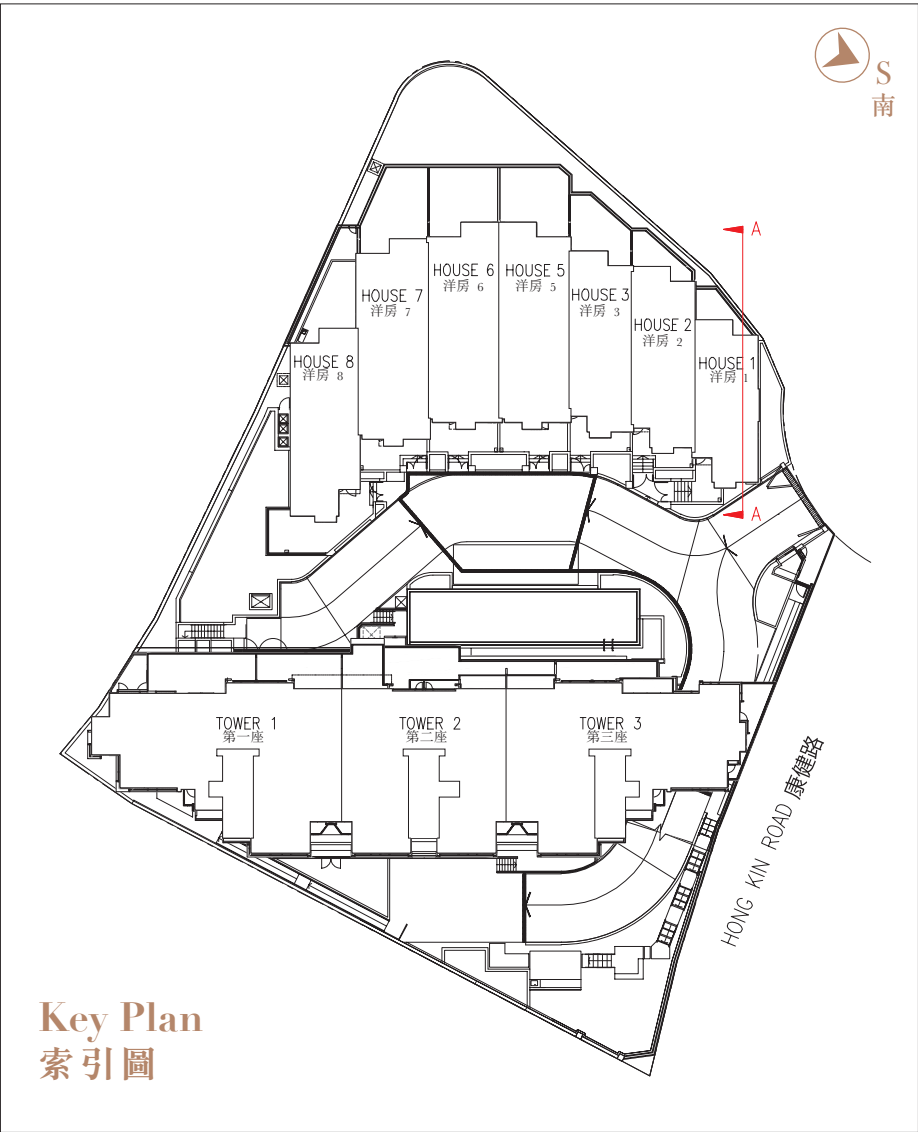 S
南
A
HOUSE 6
洋房 6
HOUSE 5
洋房 5
HOUSE 7
洋房 7
HOUSE 3
洋房 3
HOUSE 2
洋房 2
HOUSE 8
洋房 8
HOUSE 1
洋房 1
A
TOWER 1
第一座
TOWER 2
第二座
TOWER 3
第三座
HONG KIN ROAD 康健路
Key Plan
索引圖